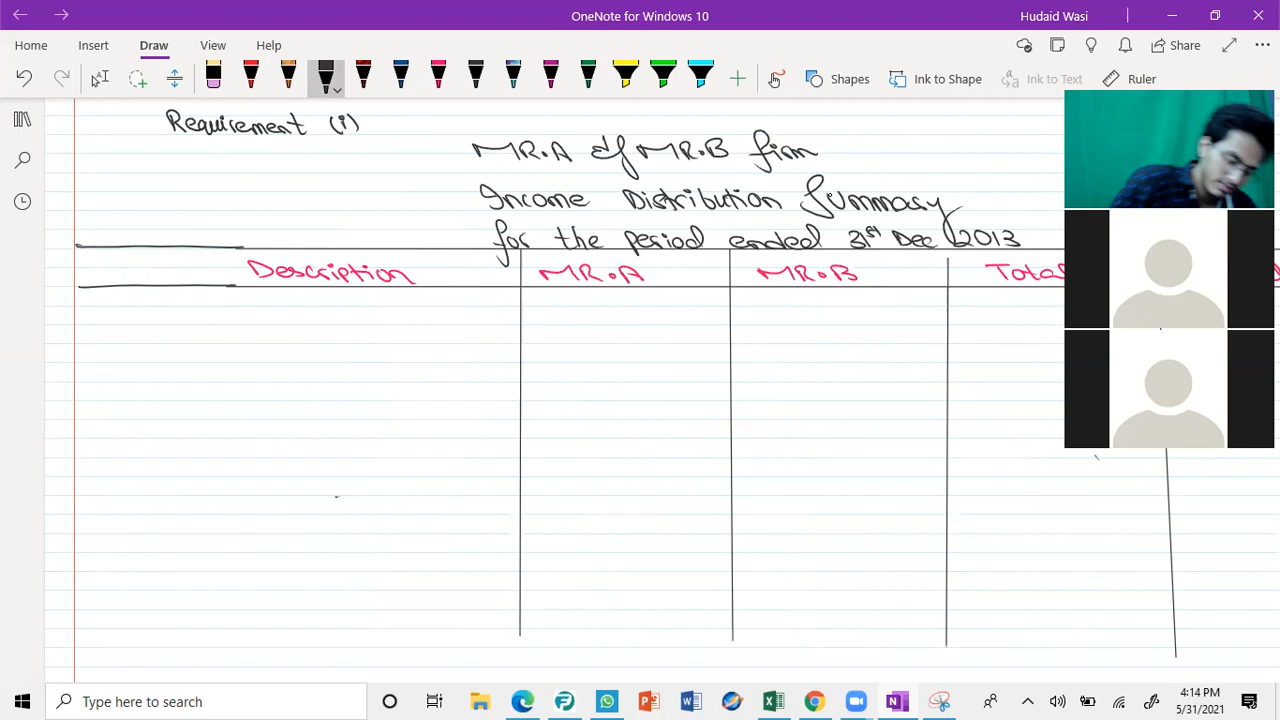 OneNote for Windows 10
Hudaid Wasi
Home Insert Draw View Help
Share
Shapes Ink to Shape Ink to Text Ruler
Requirement (i)
MR.A & MR.B firm
Income Distribution Summary
for the period ended 31st Dec 2013
Description MR.A MR.B Total
Type here to search
4:14 PM
5/31/2021